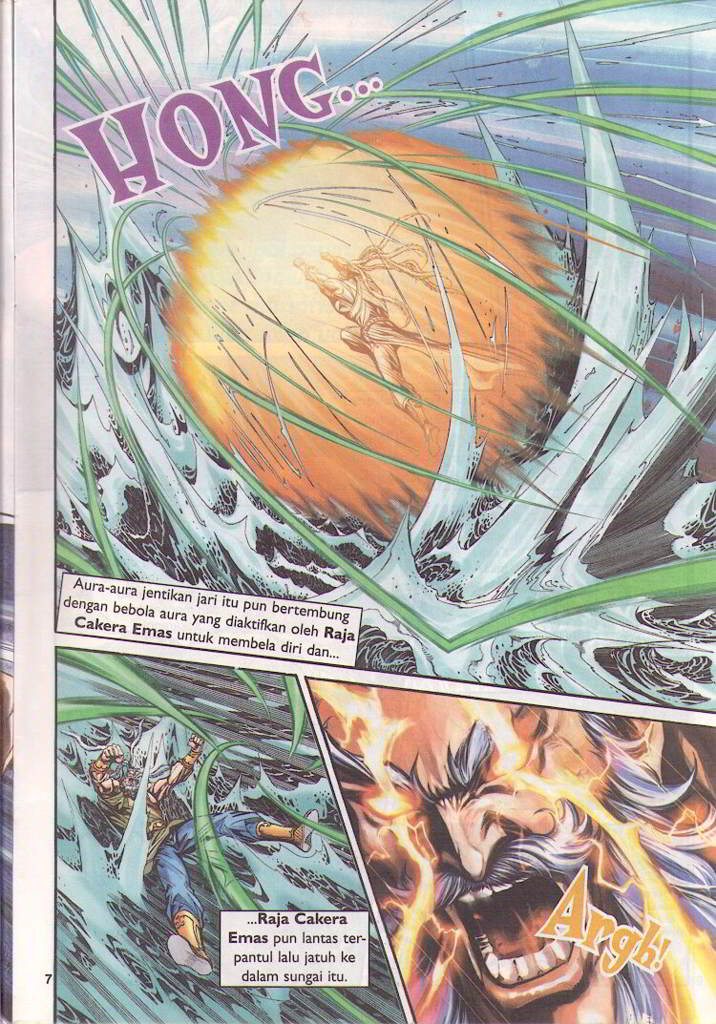 HONG...
Aura-aura jentikan jari itu pun bertembung
dengan bebola aura yang diaktifkan oleh Raja
Cakera Emas untuk membela diri dan...
...Raja Cakera
Emas pun lantas ter-
pantul lalu jatuh ke
dalam sungai itu.
Argh!
7